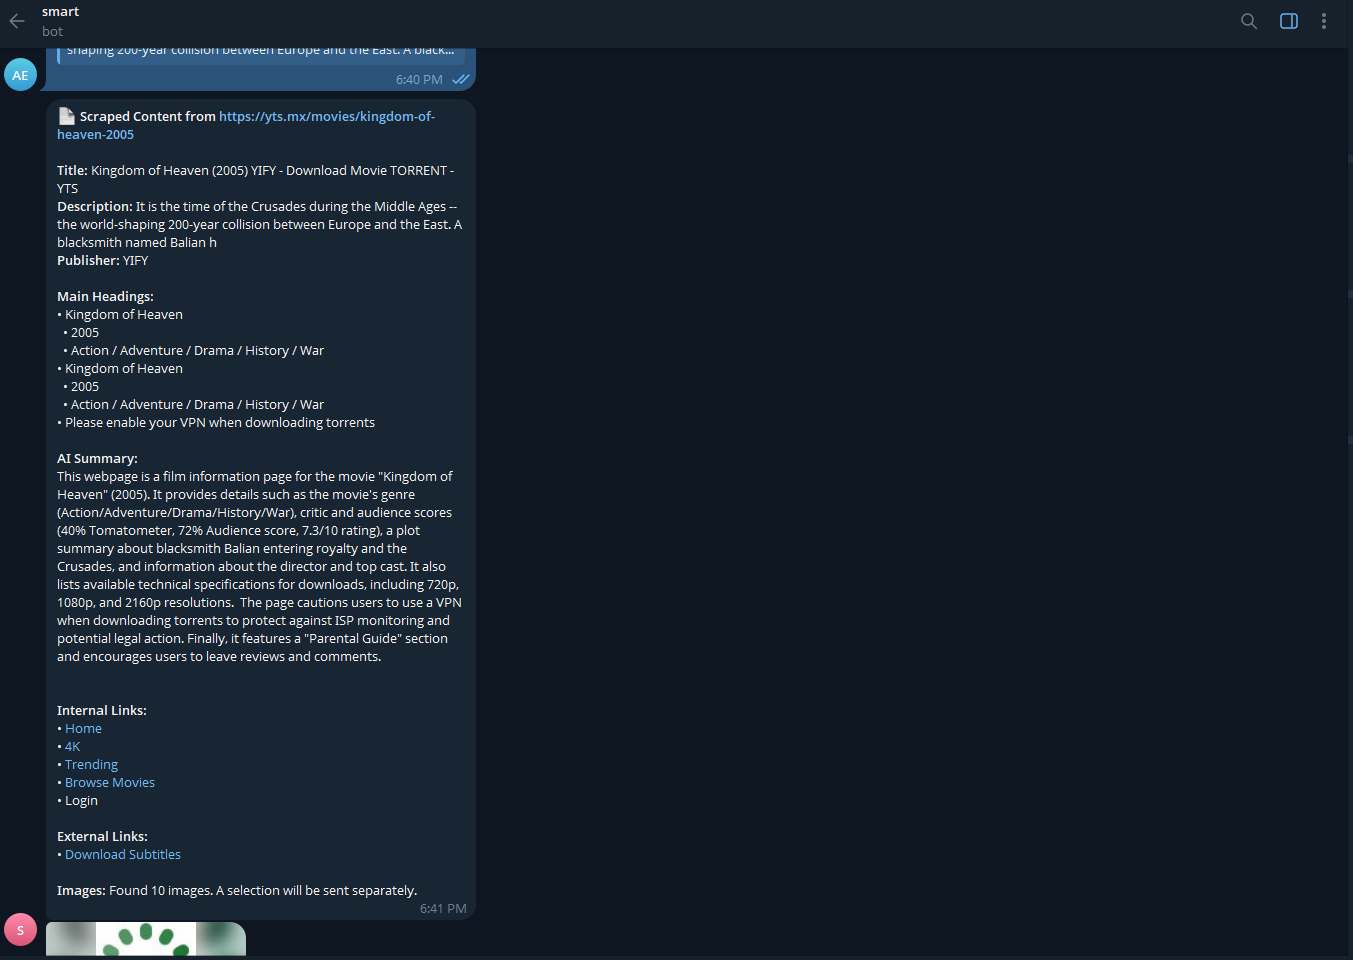 smart
bot
shaping 200-year collision between Europe and the East. A black...
AE
6:40 PM
Scraped Content from https://yts.mx/movies/kingdom-of-
heaven-2005
Title: Kingdom of Heaven (2005) YIFY - Download Movie TORRENT -
YTS
Description: It is the time of the Crusades during the Middle Ages --
the world-shaping 200-year collision between Europe and the East. A
blacksmith named Balian h
Publisher: YIFY
Main Headings:
• Kingdom of Heaven
• 2005
• Action / Adventure / Drama / History / War
• Kingdom of Heaven
• 2005
• Action / Adventure / Drama / History / War
• Please enable your VPN when downloading torrents
AI Summary:
This webpage is a film information page for the movie "Kingdom of
Heaven" (2005). It provides details such as the movie's genre
(Action/Adventure/Drama/History/War), critic and audience scores
(40% Tomatometer, 72% Audience score, 7.3/10 rating), a plot
summary about blacksmith Balian entering royalty and the
Crusades, and information about the director and top cast. It also
lists available technical specifications for downloads, including 720p,
1080p, and 2160p resolutions.  The page cautions users to use a VPN
when downloading torrents to protect against ISP monitoring and
potential legal action. Finally, it features a "Parental Guide" section
and encourages users to leave reviews and comments.
Internal Links:
• Home
• 4K
• Trending
• Browse Movies
• Login
External Links:
• Download Subtitles
Images: Found 10 images. A selection will be sent separately.
6:41 PM
S